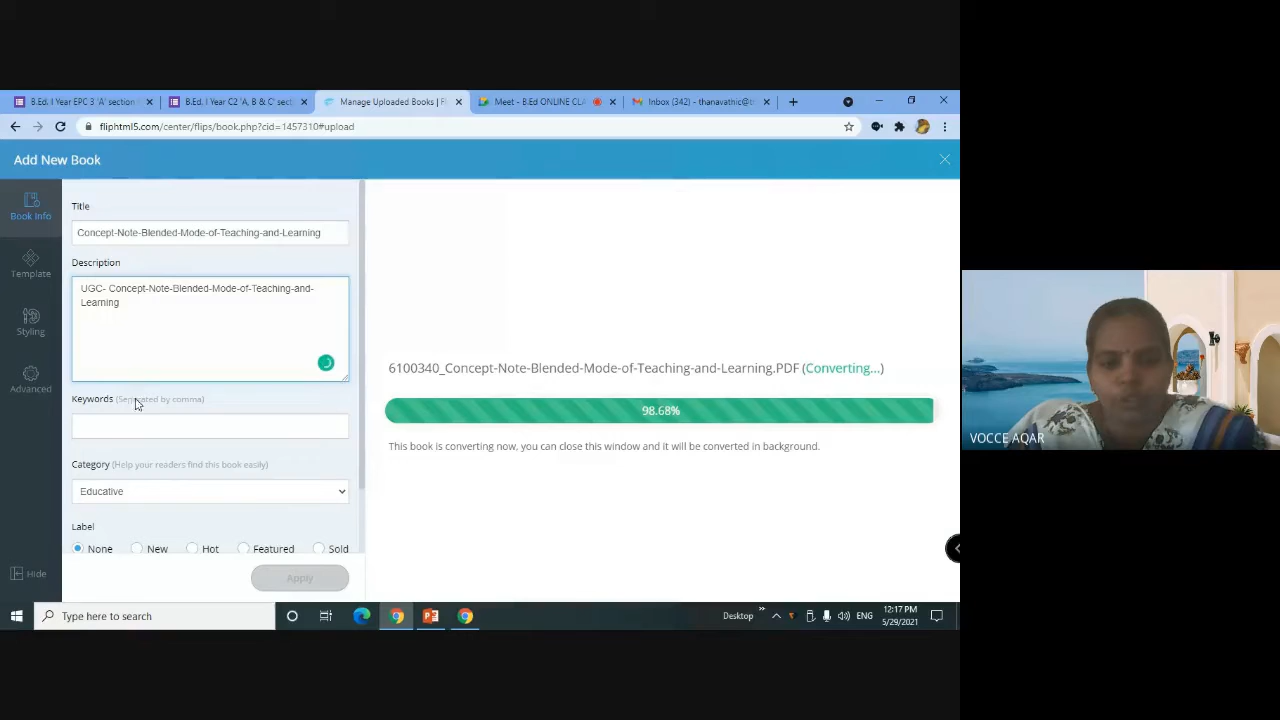 B.Ed. I Year EPC 3 'A' section
B.Ed. I Year C2 'A, B & C' sect
Manage Uploaded Books | F
Meet - B.Ed ONLINE CLA
Inbox (342) - thanavathic@t
fliphtml5.com/center/flips/book.php?cid=1457310#upload
Add New Book
Book Info
Template
Styling
Advanced
Hide
Title
Concept-Note-Blended-Mode-of-Teaching-and-Learning
Description
UGC- Concept-Note-Blended-Mode-of-Teaching-and-
Learning
Keywords (Separated by comma)
Category (Help your readers find this book easily)
Educative
Label
None New Hot Featured Sold
Apply
6100340_Concept-Note-Blended-Mode-of-Teaching-and-Learning.PDF (Converting...)
98.68%
This book is converting now, you can close this window and it will be converted in background.
VOCCE AQAR
Type here to search
Desktop
ENG
12:17 PM
5/29/2021